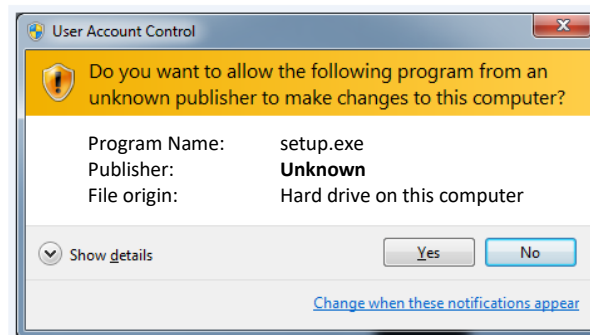 User Account Control
Do you want to allow the following program from an
unknown publisher to make changes to this computer?
Program Name: setup.exe
Publisher: Unknown
File origin: Hard drive on this computer
Show details
Yes No
Change when these notifications appear